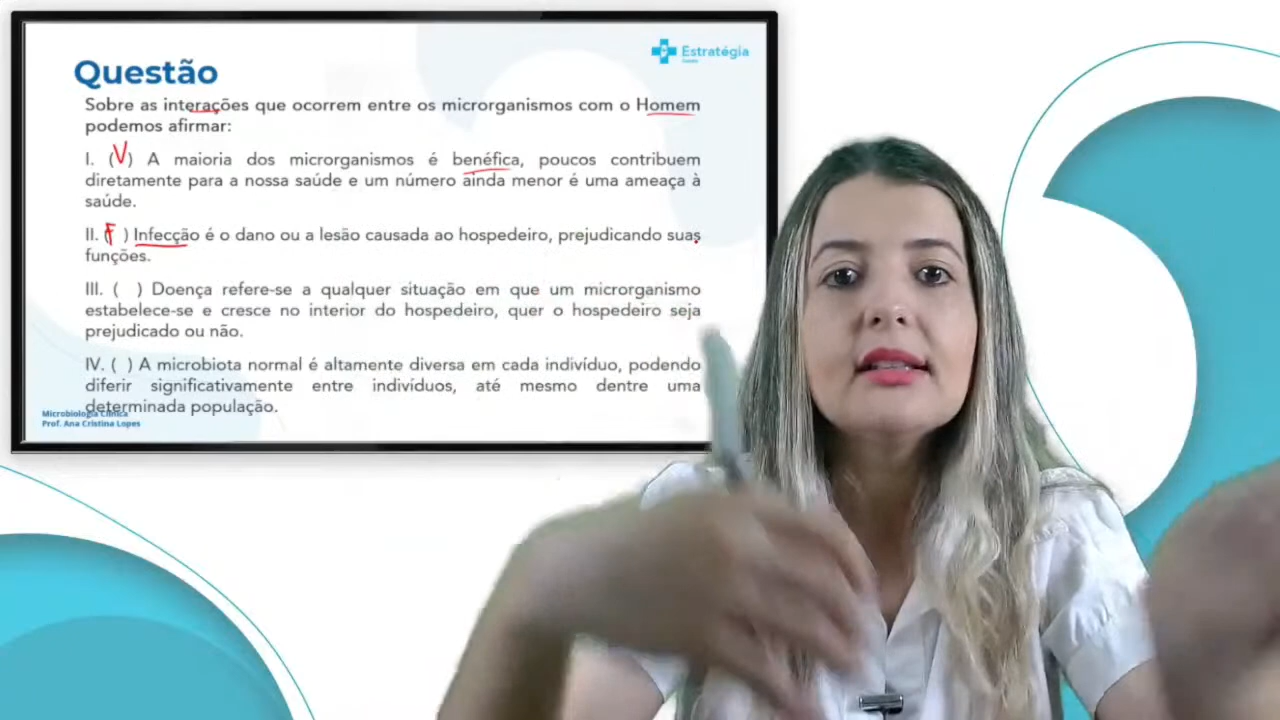 Questão
Estratégia
Sobre as interações que ocorrem entre os microrganismos com o Homem
podemos afirmar:
I. (V) A maioria dos microrganismos é benéfica, poucos contribuem
diretamente para a nossa saúde e um número ainda menor é uma ameaça à
saúde.
II. (F) Infecção é o dano ou a lesão causada ao hospedeiro, prejudicando suas
funções.
III. ( ) Doença refere-se a qualquer situação em que um microrganismo
estabelece-se e cresce no interior do hospedeiro, quer o hospedeiro seja
prejudicado ou não.
IV. ( ) A microbiota normal é altamente diversa em cada indivíduo, podendo
diferir significativamente entre indivíduos, até mesmo dentre uma
determinada população.
Microbiologia Clínica
Prof. Ana Cristina Lopes